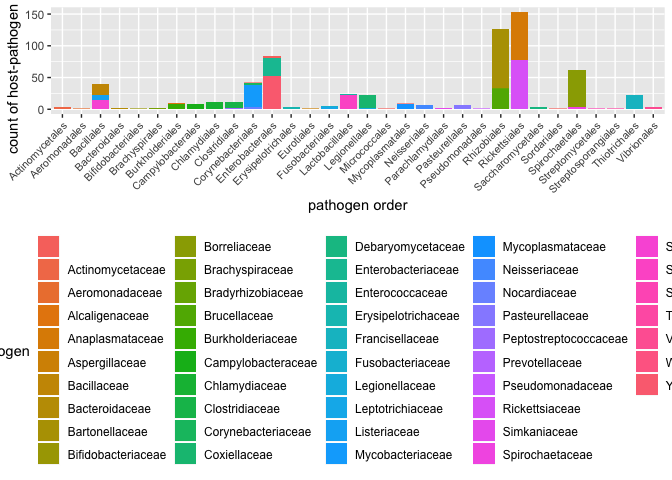 count of host-pathogen
150
100
50
0
Actinomycetales
Aeromonadales
Bacillales
Bacteroidales
Bifidobacteriales
Brachyspirales
Burkholderiales
Campylobacterales
Chlamydiales
Clostridiales
Corynebacteriales
Enterobacterales
Erysipelotrichales
Eurotiales
Fusobacteriales
Lactobacillales
Legionellales
Micrococcales
Mycoplasmatales
Neisseriales
Parachlamydiales
Pasteurellales
Pseudomonadales
Rhizobiales
Rickettsiales
Saccharomycetales
Sordariales
Spirochaetales
Streptomycetales
Streptosporangiales
Thiotrichales
Vibrionales
pathogen order
ogen
Actinomycetaceae
Aeromonadaceae
Alcaligenaceae
Anaplasmataceae
Aspergillaceae
Bacillaceae
Bacteroidaceae
Bartonellaceae
Bifidobacteriaceae
Borreliaceae
Brachyspiraceae
Bradyrhizobiaceae
Brucellaceae
Burkholderiaceae
Campylobacteraceae
Chlamydiaceae
Clostridiaceae
Corynebacteriaceae
Coxiellaceae
Debaryomycetaceae
Enterobacteriaceae
Enterococcaceae
Erysipelotrichaceae
Francisellaceae
Fusobacteriaceae
Legionellaceae
Leptotrichiaceae
Listeriaceae
Mycobacteriaceae
Mycoplasmataceae
Neisseriaceae
Nocardiaceae
Pasteurellaceae
Peptostreptococcaceae
Prevotellaceae
Pseudomonadaceae
Rickettsiaceae
Simkaniaceae
Spirochaetaceae
S
S
S
T
V
W
Y